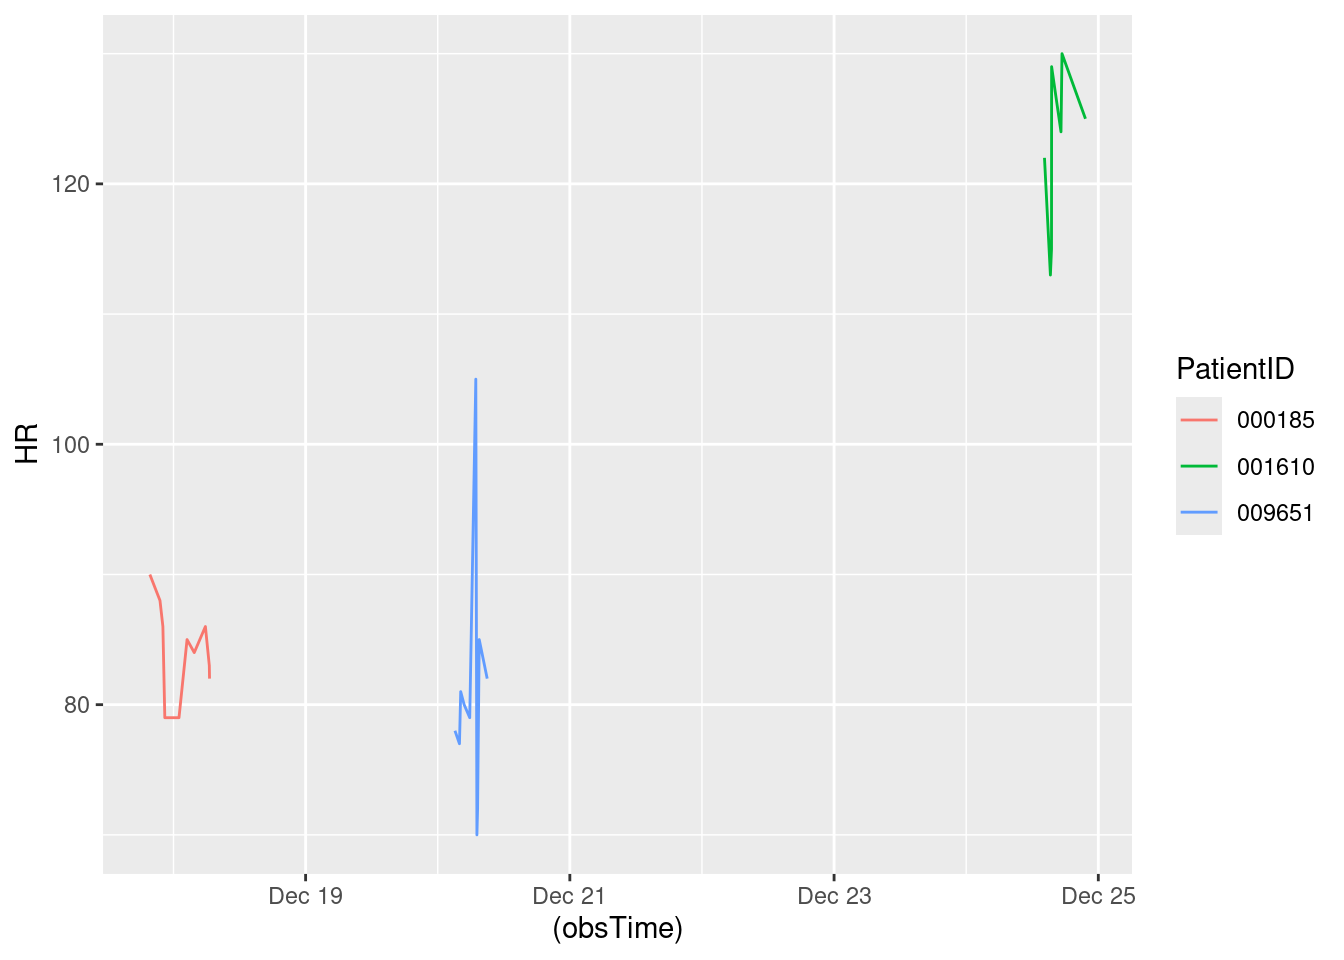 120
100
80
HR
Dec 19
Dec 21
Dec 23
Dec 25
(obsTime)
PatientID
000185
001610
009651